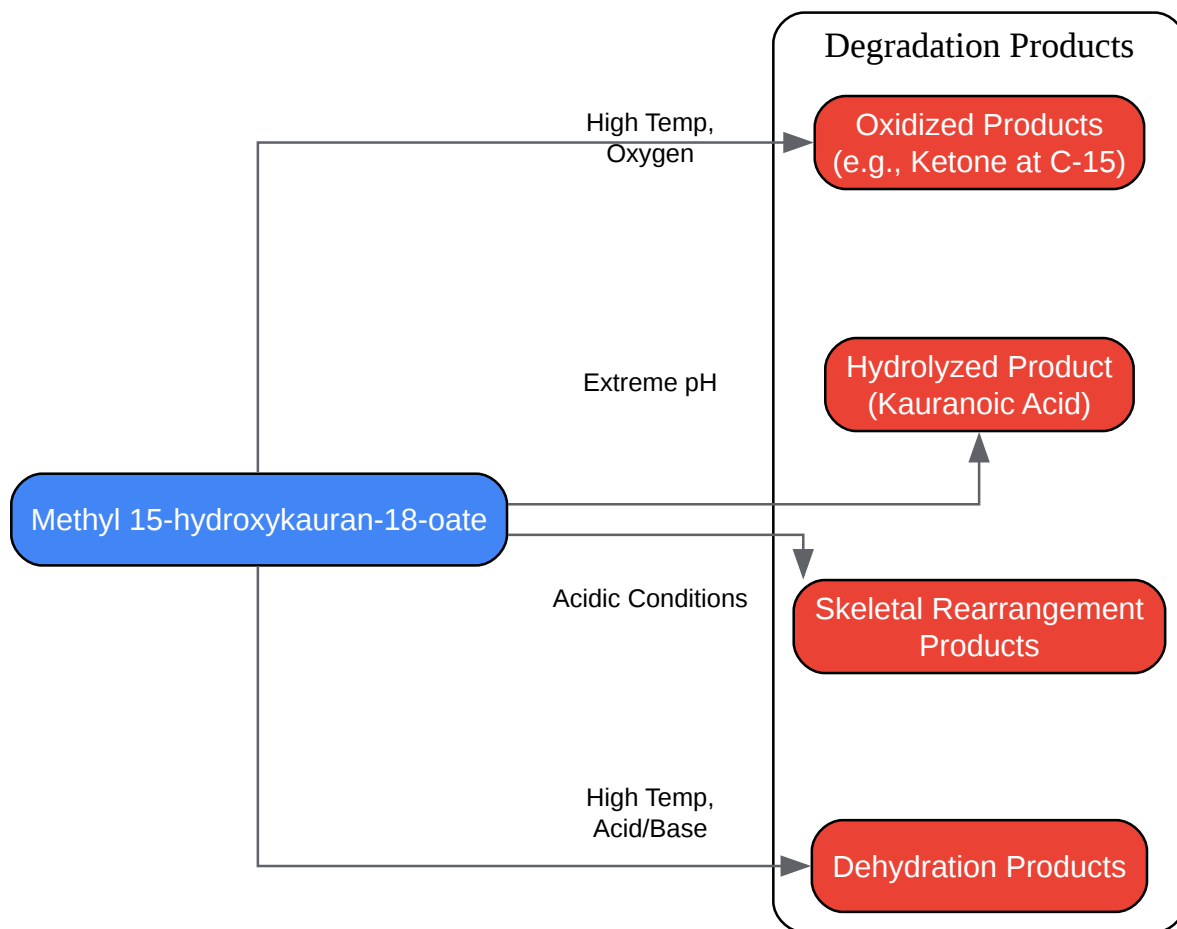 Degradation Products
High Temp,
Oxygen
Oxidized Products
(e.g., Ketone at C-15)
Extreme pH
Hydrolyzed Product
(Kauranoic Acid)
Methyl 15-hydroxykauran-18-oate
Acidic Conditions
Skeletal Rearrangement
Products
High Temp,
Acid/Base
Dehydration Products